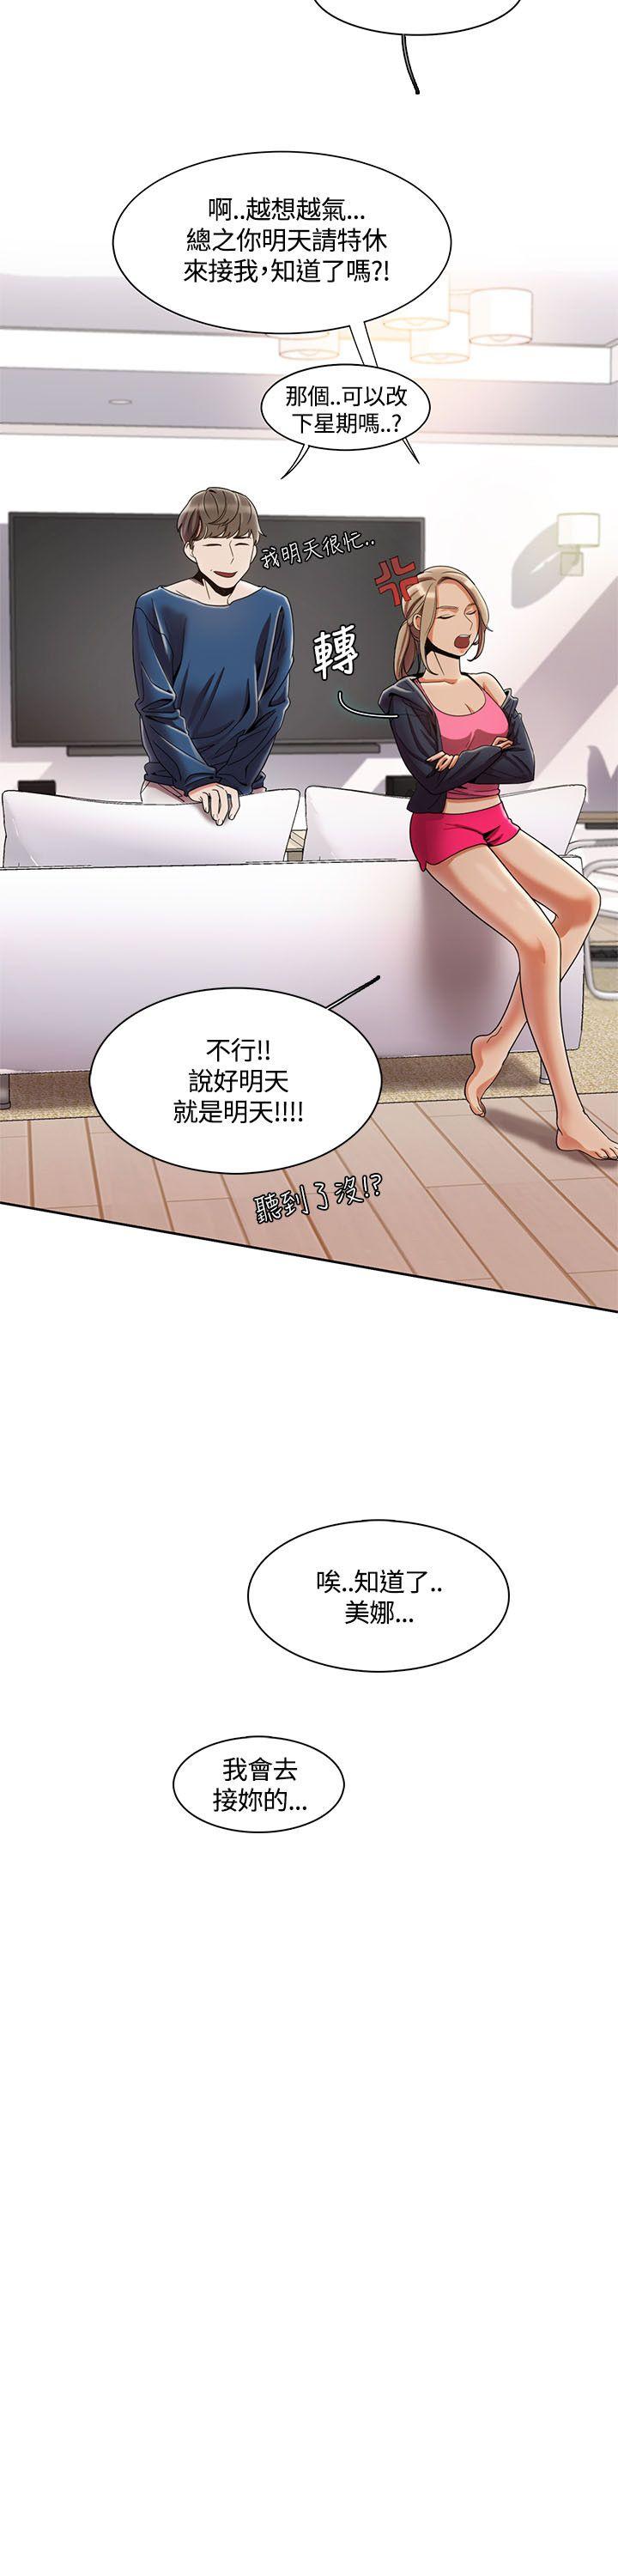 啊..越想越氣...
總之你明天請特休
來接我，知道了嗎?!
那個..可以改
下星期嗎..?
我明天很忙..
轉
不行!!
說好明天
就是明天!!!!
聽到了沒!?
唉..知道了..
美娜...
我會去
接妳的...